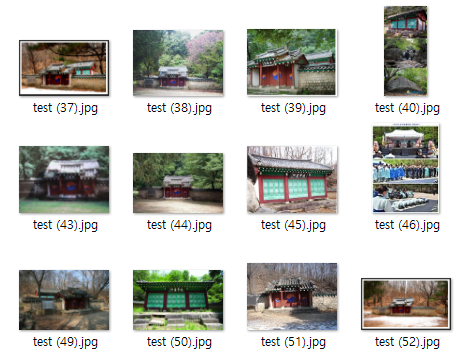 test (37).jpg
test (38).jpg
test (39).jpg
test (40).jpg
test (43).jpg
test (44).jpg
test (45).jpg
test (46).jpg
test (49).jpg
test (50).jpg
test (51).jpg
test (52).jpg